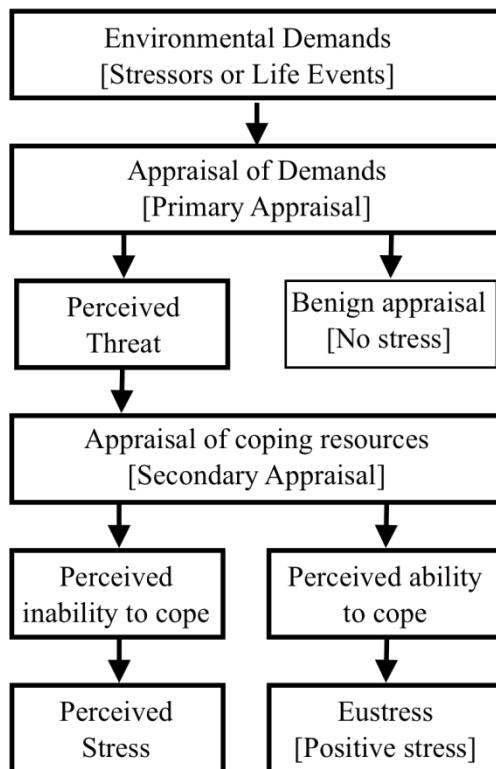 Environmental Demands
[Stressors or Life Events]
Appraisal of Demands
[Primary Appraisal]
Perceived
Threat
Benign appraisal
[No stress]
Appraisal of coping resources
[Secondary Appraisal]
Perceived
inability to cope
Perceived ability
to cope
Perceived
Stress
Eustress
[Positive stress]